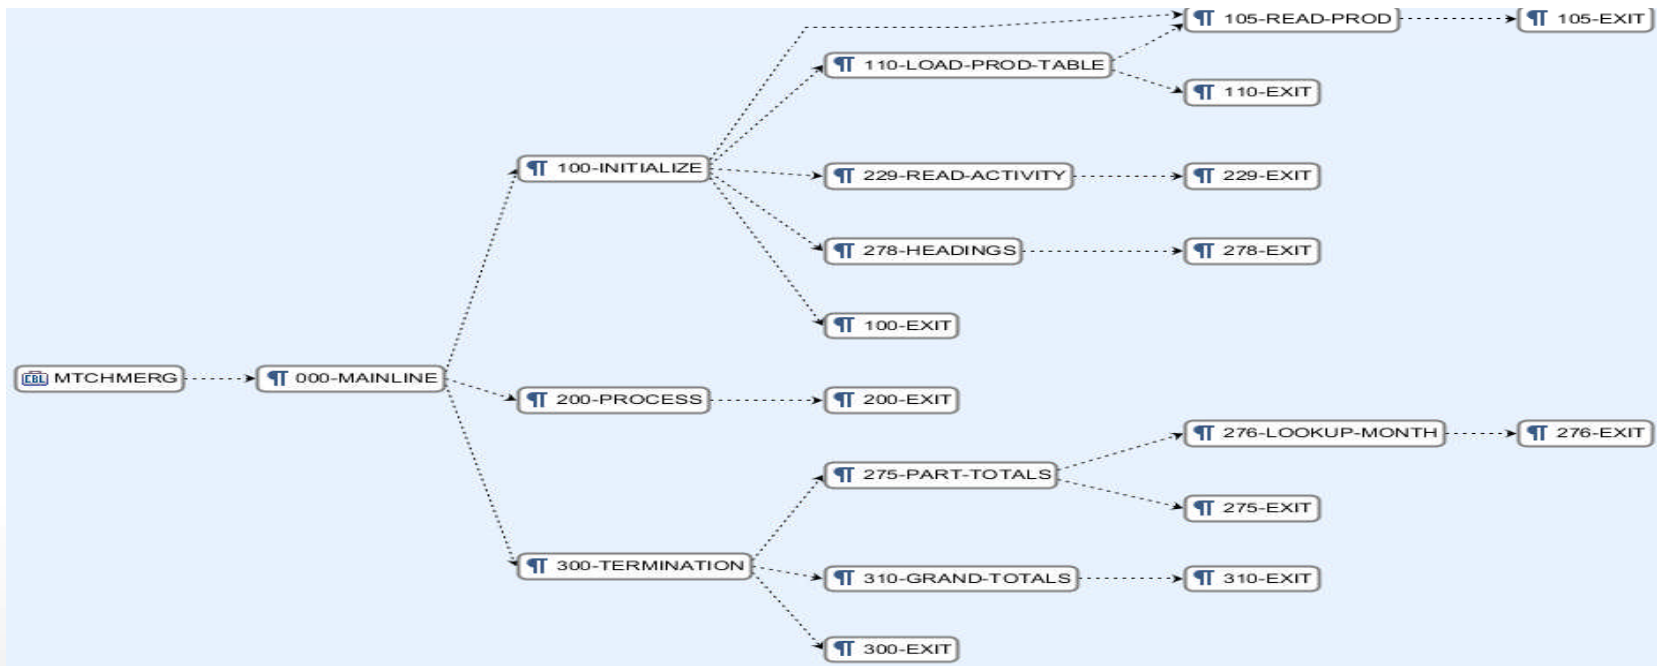 105-READ-PROD
105-EXIT
110-LOAD-PROD-TABLE
110-EXIT
100-INITIALIZE
229-READ-ACTIVITY
229-EXIT
278-HEADINGS
278-EXIT
100-EXIT
CBL MTCHMERG
000-MAINLINE
200-PROCESS
200-EXIT
276-LOOKUP-MONTH
276-EXIT
275-PART-TOTALS
275-EXIT
300-TERMINATION
310-GRAND-TOTALS
310-EXIT
300-EXIT